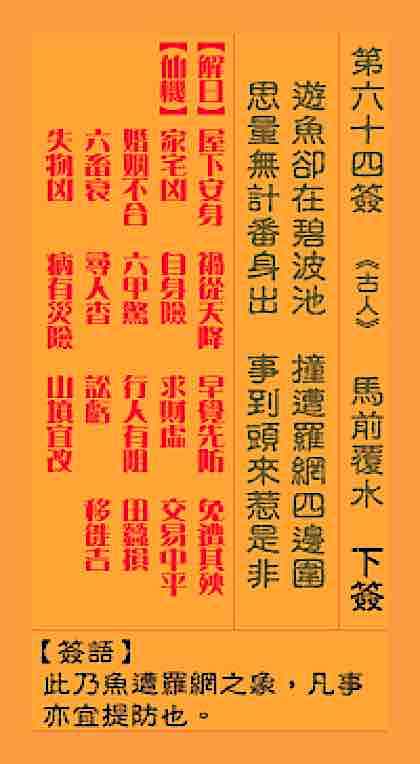 第六十四簽 《古人》 馬前覆水 下簽
遊魚卻在碧波池 撞遭羅網四邊圍
思量無計番身出 事到頭來惹是非
【解曰】 屋下安身 禍從天降 早覺先防 免遭其殃
【仙機】 家宅凶 自身險 求財虛 交易中平
婚姻不合 六甲驚 行人有阻 田蠶損
六畜衰 尋人杳 訟虧 移徙吉
失物凶 病有災險 山墳宜改
【簽語】
此乃魚遭羅網之象,凡事
亦宜提防也。